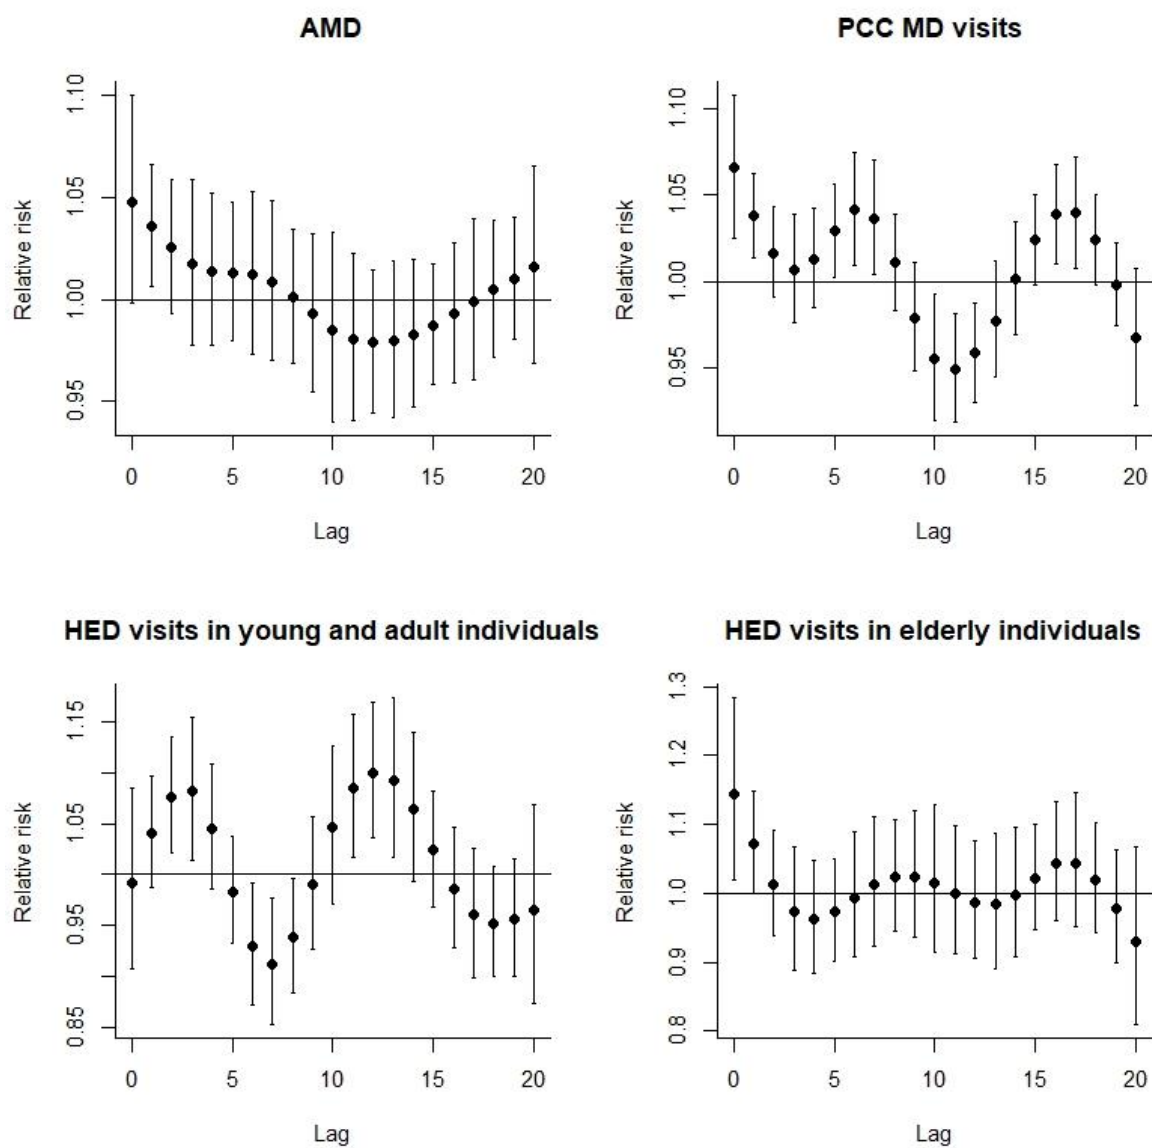 AMD
Relative risk
1.10
1.05
1.00
0.95
0 5 10 15 20
Lag
PCC MD visits
Relative risk
1.10
1.05
1.00
0.95
0 5 10 15 20
Lag
HED visits in young and adult individuals
Relative risk
1.15
1.05
0.95
0.85
0 5 10 15 20
Lag
HED visits in elderly individuals
Relative risk
1.3
1.2
1.1
1.0
0.9
0.8
0 5 10 15 20
Lag